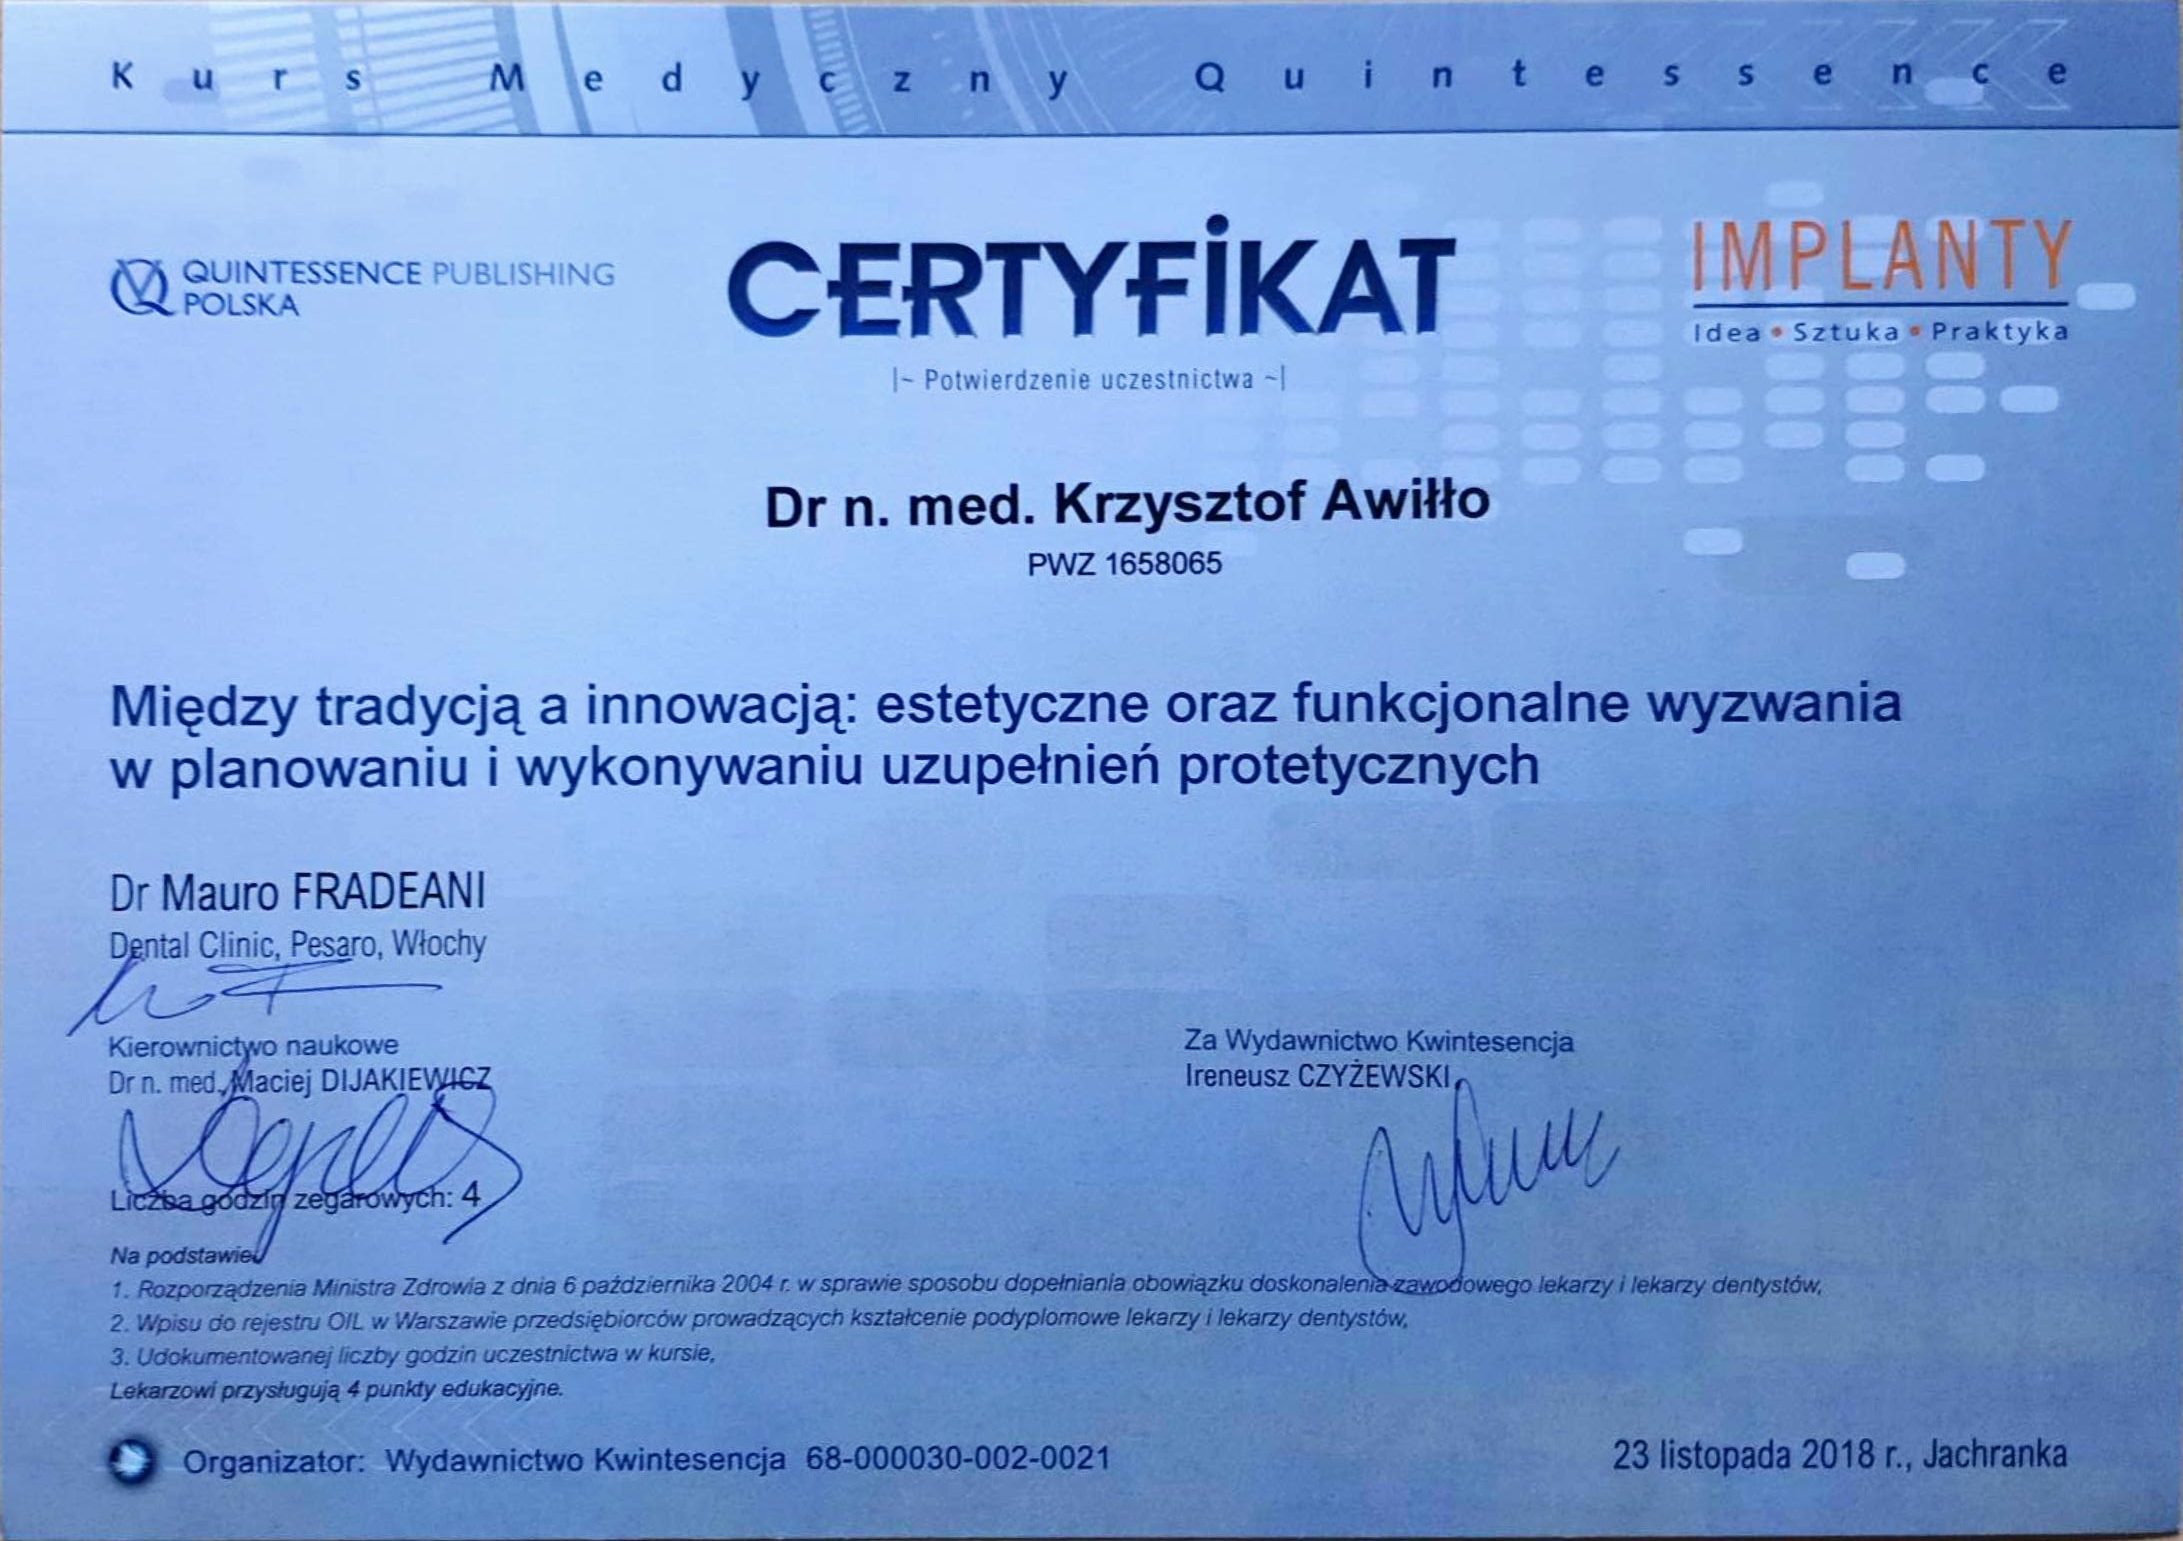 Kurs Medyczny Quintessence
QUINTESSENCE PUBLISHING
POLSKA
CERTYFIKAT
|~ Potwierdzenie uczestnictwa ~|
IMPLANTY
Idea • Sztuka • Praktyka
Dr n. med. Krzysztof Awiłło
PWZ 1658065
Między tradycją a innowacją: estetyczne oraz funkcjonalne wyzwania
w planowaniu i wykonywaniu uzupełnień protetycznych
Dr Mauro FRADEANI
Dental Clinic, Pesaro, Włochy
Kierownictwo naukowe
Dr n. med. Maciej DIJAKIEWICZ
Za Wydawnictwo Kwintesencja
Ireneusz CZYŻEWSKI
Liczba godzin zegarowych: 4
Na podstawie
1. Rozporządzenia Ministra Zdrowia z dnia 6 października 2004 r. w sprawie sposobu dopełniania obowiązku doskonalenia zawodowego lekarzy i lekarzy dentystów,
2. Wpisu do rejestru OIL w Warszawie przedsiębiorców prowadzących kształcenie podyplomowe lekarzy i lekarzy dentystów,
3. Udokumentowanej liczby godzin uczestnictwa w kursie,
Lekarzowi przysługują 4 punkty edukacyjne.
Organizator: Wydawnictwo Kwintesencja 68-000030-002-0021
23 listopada 2018 r., Jachranka